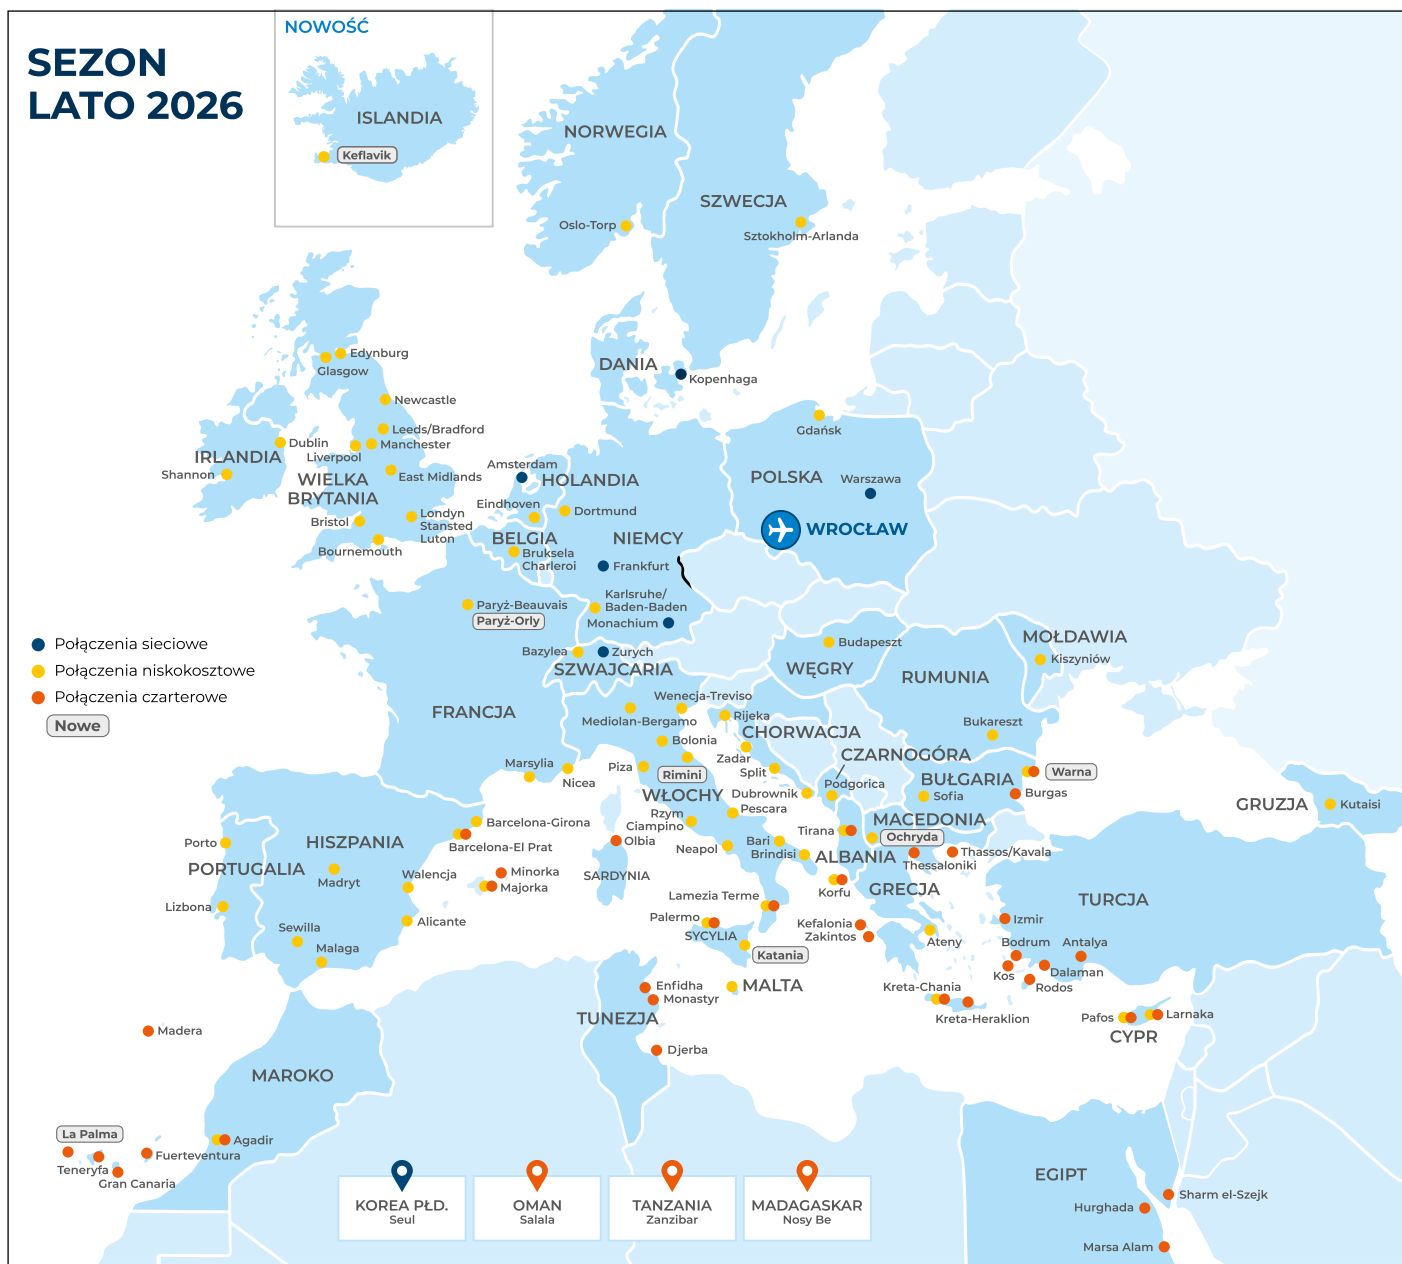 SEZON
LATO 2026
NOWOŚĆ
ISLANDIA
Keflavik
NORWEGIA
Oslo-Torp
SZWECJA
Sztokholm-Arlanda
DANIA
Kopenhaga
Edynburg
Glasgow
Newcastle
Leeds/Bradford
Manchester
Liverpool
East Midlands
Dublin
IRLANDIA
Shannon
WIELKA
BRYTANIA
Bristol
Londyn
Stansted
Luton
Bournemouth
Amsterdam
HOLANDIA
Eindhoven
Dortmund
BELGIA
Bruksela
Charleroi
NIEMCY
Frankfurt
Karlsruhe/
Baden-Baden
Monachium
Gdańsk
POLSKA
Warszawa
WROCŁAW
Paryż-Beauvais
Paryż-Orly
Bazylea
Zurych
SZWAJCARIA
FRANCJA
Marsylia
Nicea
Połączenia sieciowe
Połączenia niskokosztowe
Połączenia czarterowe
Nowe
Budapeszt
WĘGRY
RUMUNIA
Bukareszt
MOŁDAWIA
Kiszyniów
Wenecja-Treviso
Mediolan-Bergamo
Bolonia
Piza
Rimini
WŁOCHY
Rzym
Ciampino
Pescara
Neapol
Bari
Brindisi
Lamezia Terme
Palermo
SYCYLIA
Katania
Olbia
SARDYNIA
Rijeka
CHORWACJA
Zadar
Split
Dubrownik
CZARNOGÓRA
Podgorica
BUŁGARIA
Sofia
Warna
Burgas
MACEDONIA
Ochryda
Tirana
ALBANIA
Thessaloniki
Thassos/Kavala
Korfu
GRECJA
Kefalonia
Zakintos
Ateny
Kreta-Chania
Kreta-Heraklion
GRUZJA
Kutaisi
TURCJA
Izmir
Bodrum
Antalya
Kos
Dalaman
Rodos
Pafos
Larnaka
CYPR
Porto
PORTUGALIA
Lizbona
HISZPANIA
Madryt
Sewilla
Malaga
Walencja
Alicante
Barcelona-Girona
Barcelona-El Prat
Minorka
Majorka
MALTA
Enfidha
Monastyr
TUNEZJA
Djerba
Madera
MAROKO
Agadir
La Palma
Teneryfa
Gran Canaria
Fuerteventura
EGIPT
Sharm el-Szejk
Hurghada
Marsa Alam
KOREA PŁD.
Seul
OMAN
Salala
TANZANIA
Zanzibar
MADAGASKAR
Nosy Be